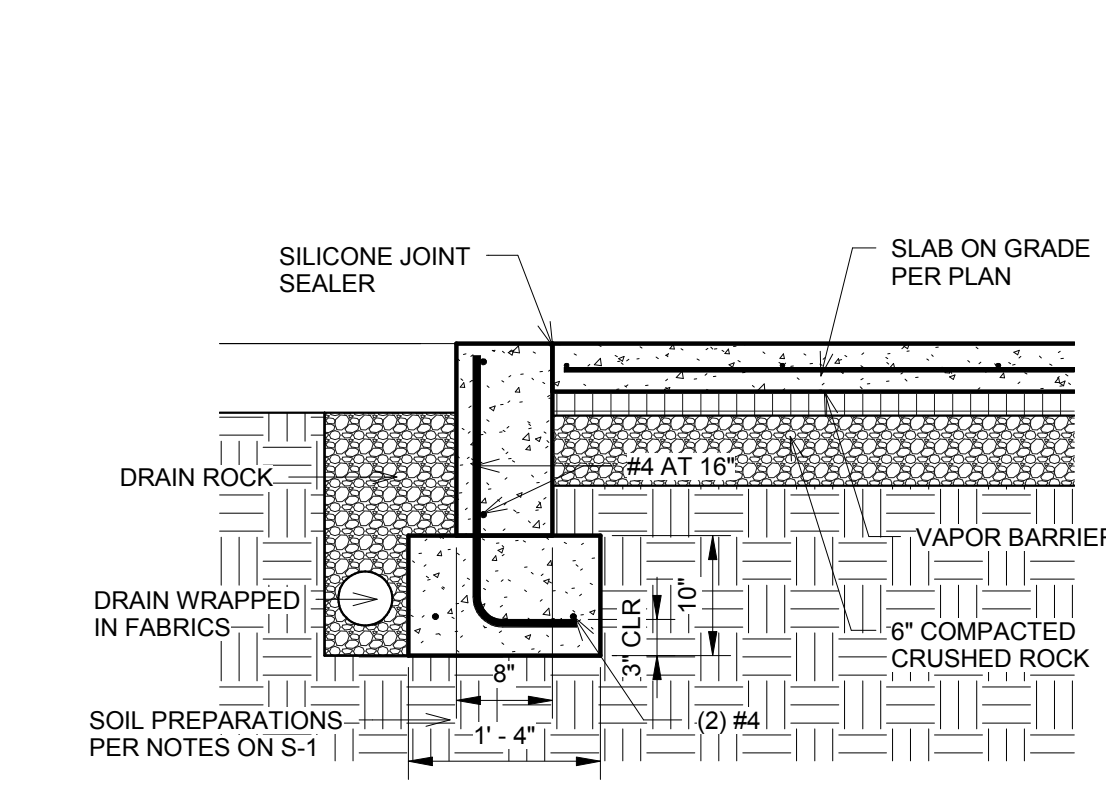 SILICONE JOINT
SEALER
SLAB ON GRADE
PER PLAN
#4 AT 16"
DRAIN ROCK
VAPOR BARRIER
DRAIN WRAPPED
IN FABRICS
10"
3" CLR
6" COMPACTED
CRUSHED ROCK
8"
SOIL PREPARATIONS
PER NOTES ON S-1
(2) #4
1' - 4"